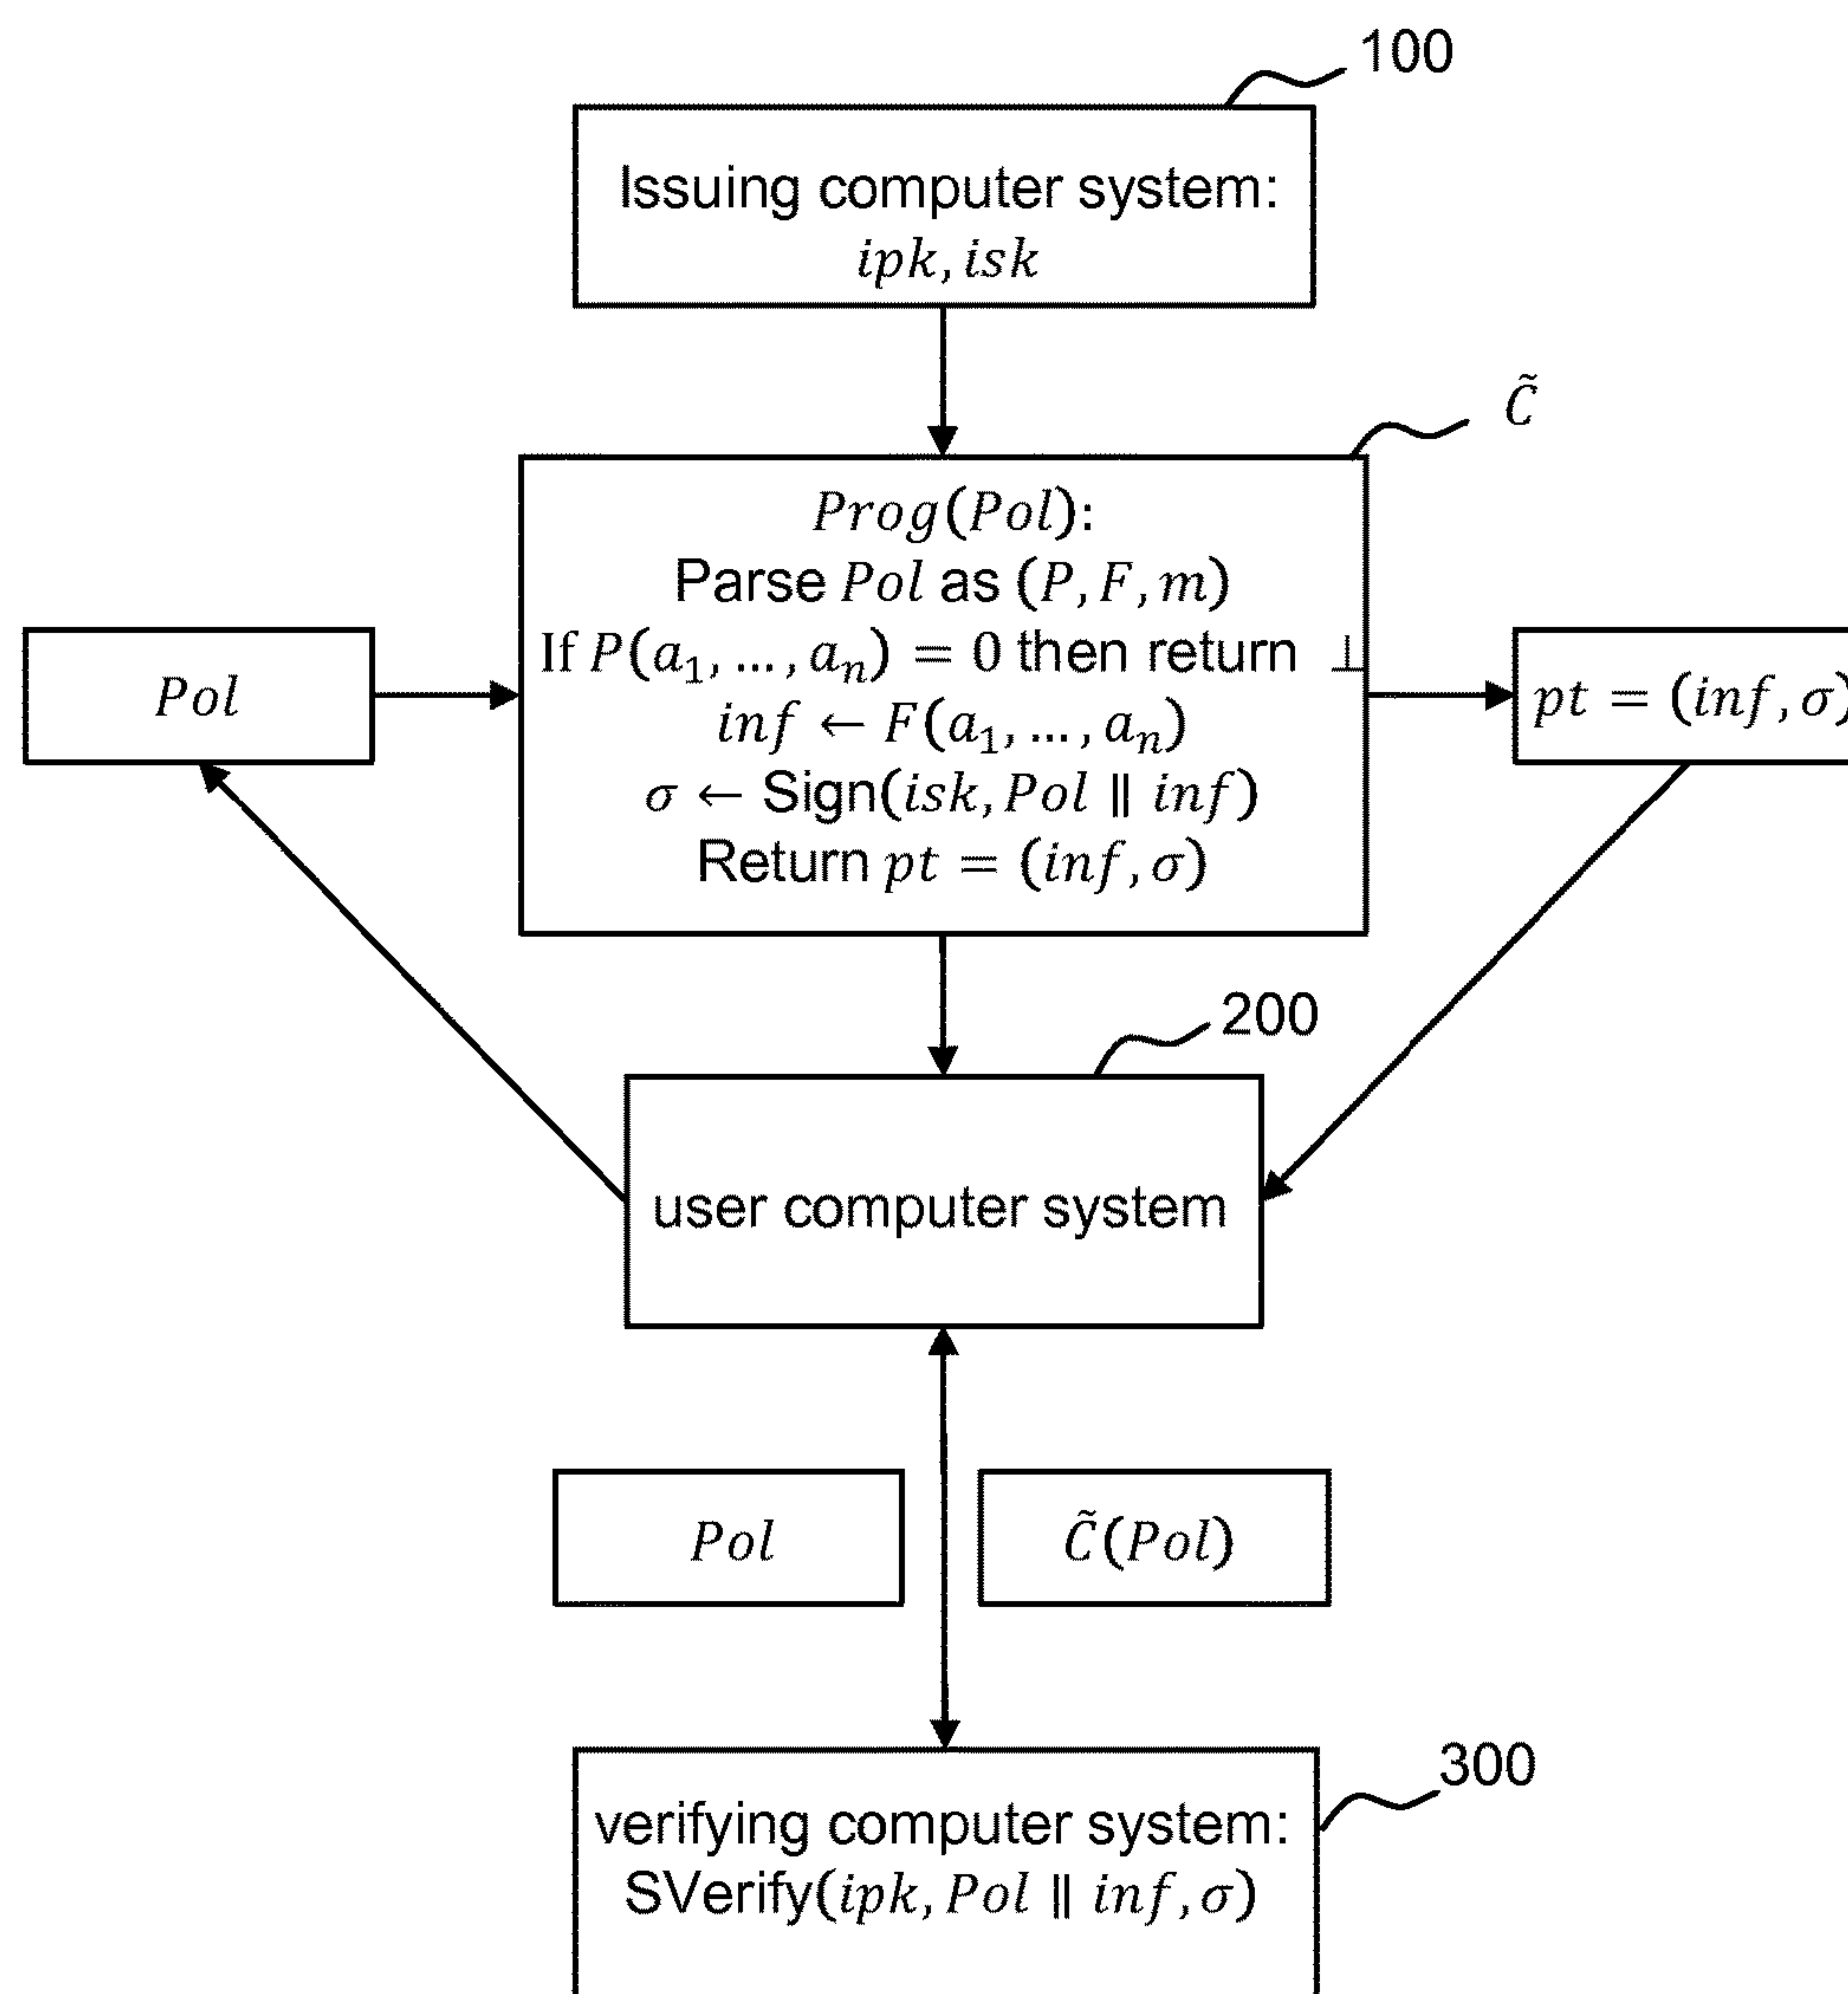 100
Issuing computer system:
ipk, isk
C̃
Prog(Pol):
Parse Pol as (P, F, m)
If P(a₁, ..., aₙ) = 0 then return ⊥
inf ← F(a₁, ..., aₙ)
σ ← Sign(isk, Pol ∥ inf)
Return pt = (inf, σ)
Pol
pt = (inf, σ)
200
user computer system
Pol
C̃(Pol)
300
verifying computer system:
SVerify(ipk, Pol ∥ inf, σ)